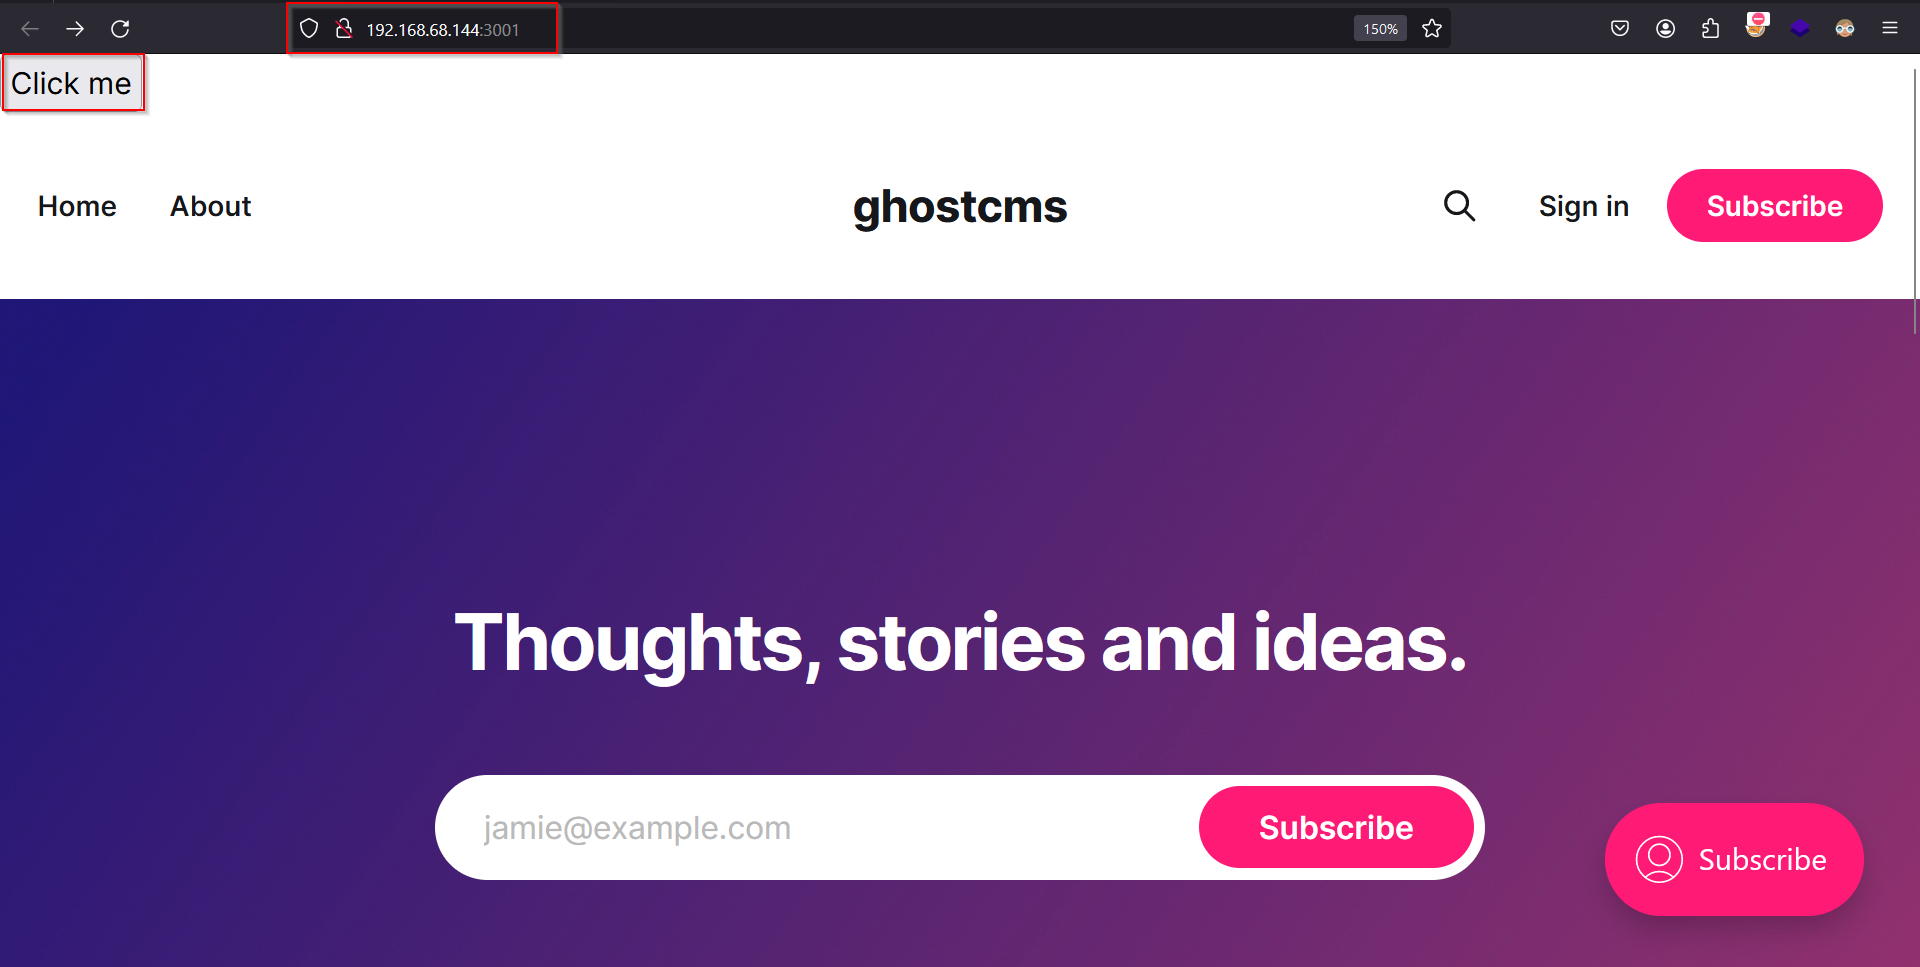 192.168.68.144:3001
150%
Click me
Home About ghostcms Sign in Subscribe
Thoughts, stories and ideas.
jamie@example.com Subscribe
Subscribe